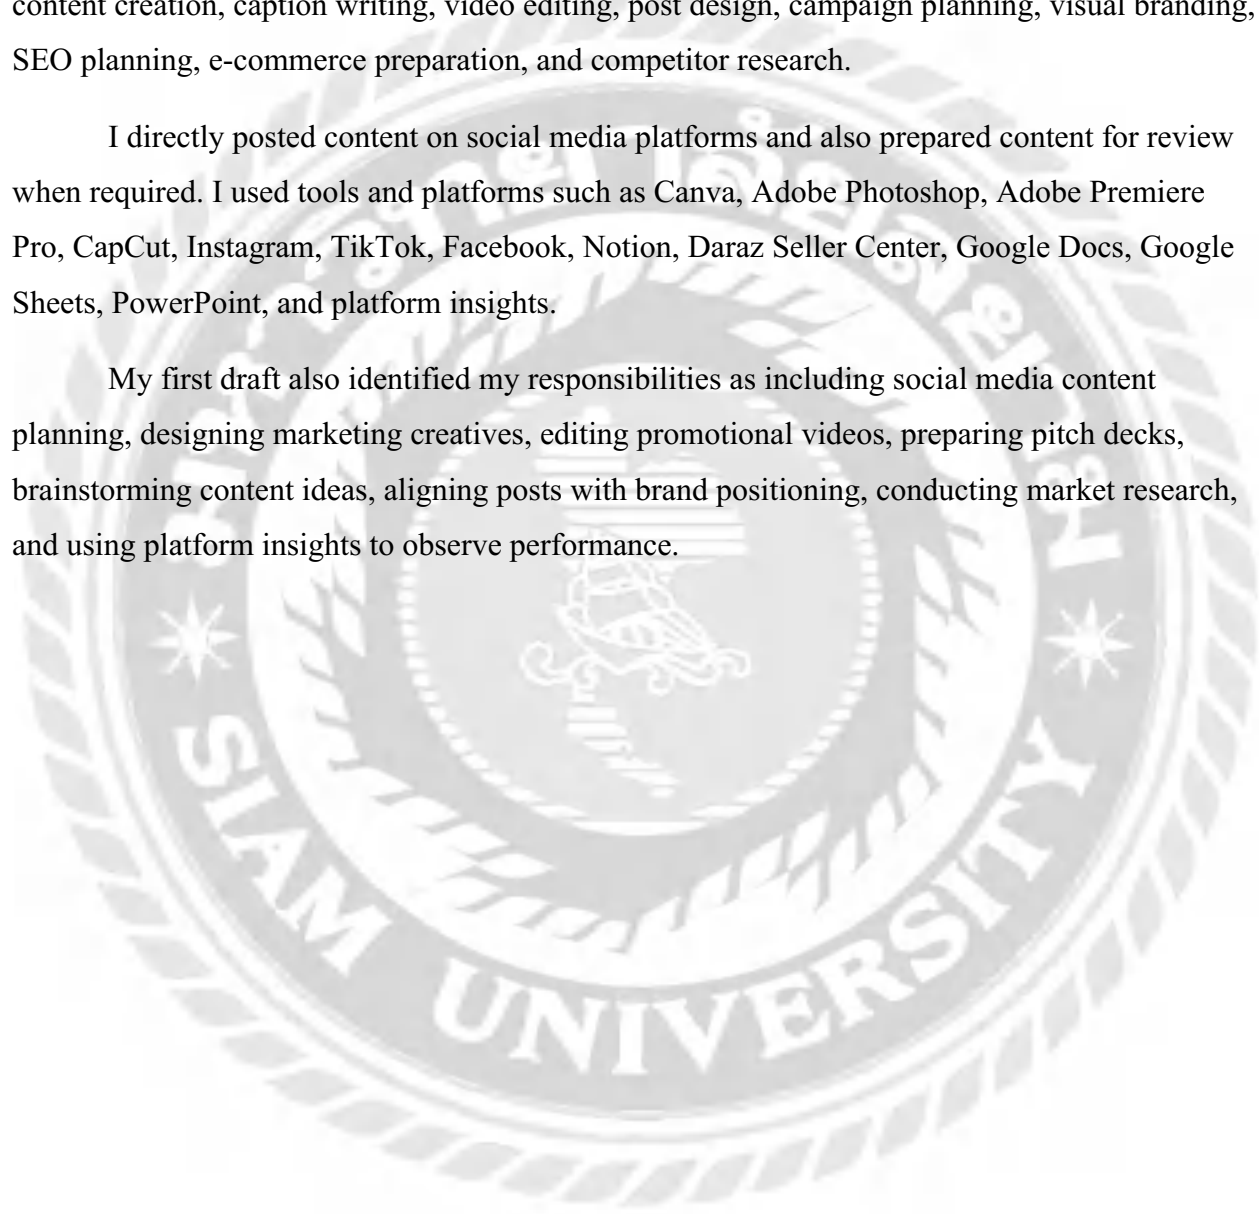 content creation, caption writing, video editing, post design, campaign planning, visual branding,
SEO planning, e-commerce preparation, and competitor research.
I directly posted content on social media platforms and also prepared content for review
when required. I used tools and platforms such as Canva, Adobe Photoshop, Adobe Premiere
Pro, CapCut, Instagram, TikTok, Facebook, Notion, Daraz Seller Center, Google Docs, Google
Sheets, PowerPoint, and platform insights.
My first draft also identified my responsibilities as including social media content
planning, designing marketing creatives, editing promotional videos, preparing pitch decks,
brainstorming content ideas, aligning posts with brand positioning, conducting market research,
and using platform insights to observe performance.
SIAM UNIVERSITY